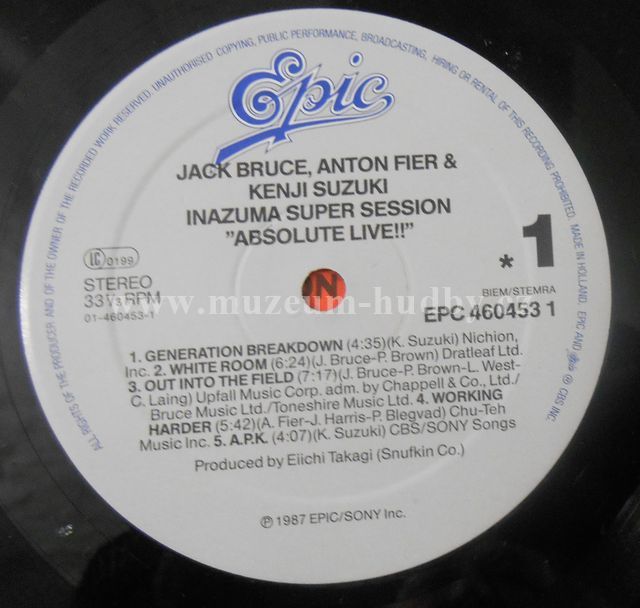 ALL RIGHTS OF THE PRODUCER AND OF THE OWNER OF THE RECORDED WORK RESERVED. UNAUTHORISED COPYING, PUBLIC PERFORMANCE, BROADCASTING, HIRING OR RENTAL OF THIS RECORDING PROHIBITED. MADE IN HOLLAND. EPIC AND Epic ℗ CBS INC.
Epic
JACK BRUCE, ANTON FIER &
KENJI SUZUKI
INAZUMA SUPER SESSION
"ABSOLUTE LIVE!!"
LC 0199
STEREO
33⅓ RPM
01-460453-1
* 1
BIEM/STEMRA
EPC 460453 1
ON
www.muzeum-hudby.cz
1. GENERATION BREAKDOWN (4:35)(K. Suzuki) Nichion,
Inc. 2. WHITE ROOM (6:24)(J. Bruce-P. Brown) Dratleaf Ltd.
3. OUT INTO THE FIELD (7:17)(J. Bruce-P. Brown-L. West-
C. Laing) Upfall Music Corp. adm. by Chappell & Co., Ltd./
Bruce Music Ltd./Toneshire Music Ltd. 4. WORKING
HARDER (5:42)(A. Fier-J. Harris-P. Blegvad) Chu-Teh
Music Inc. 5. A.P.K. (4:07)(K. Suzuki) CBS/SONY Songs
Produced by Eiichi Takagi (Snufkin Co.)
℗ 1987 EPIC/SONY Inc.